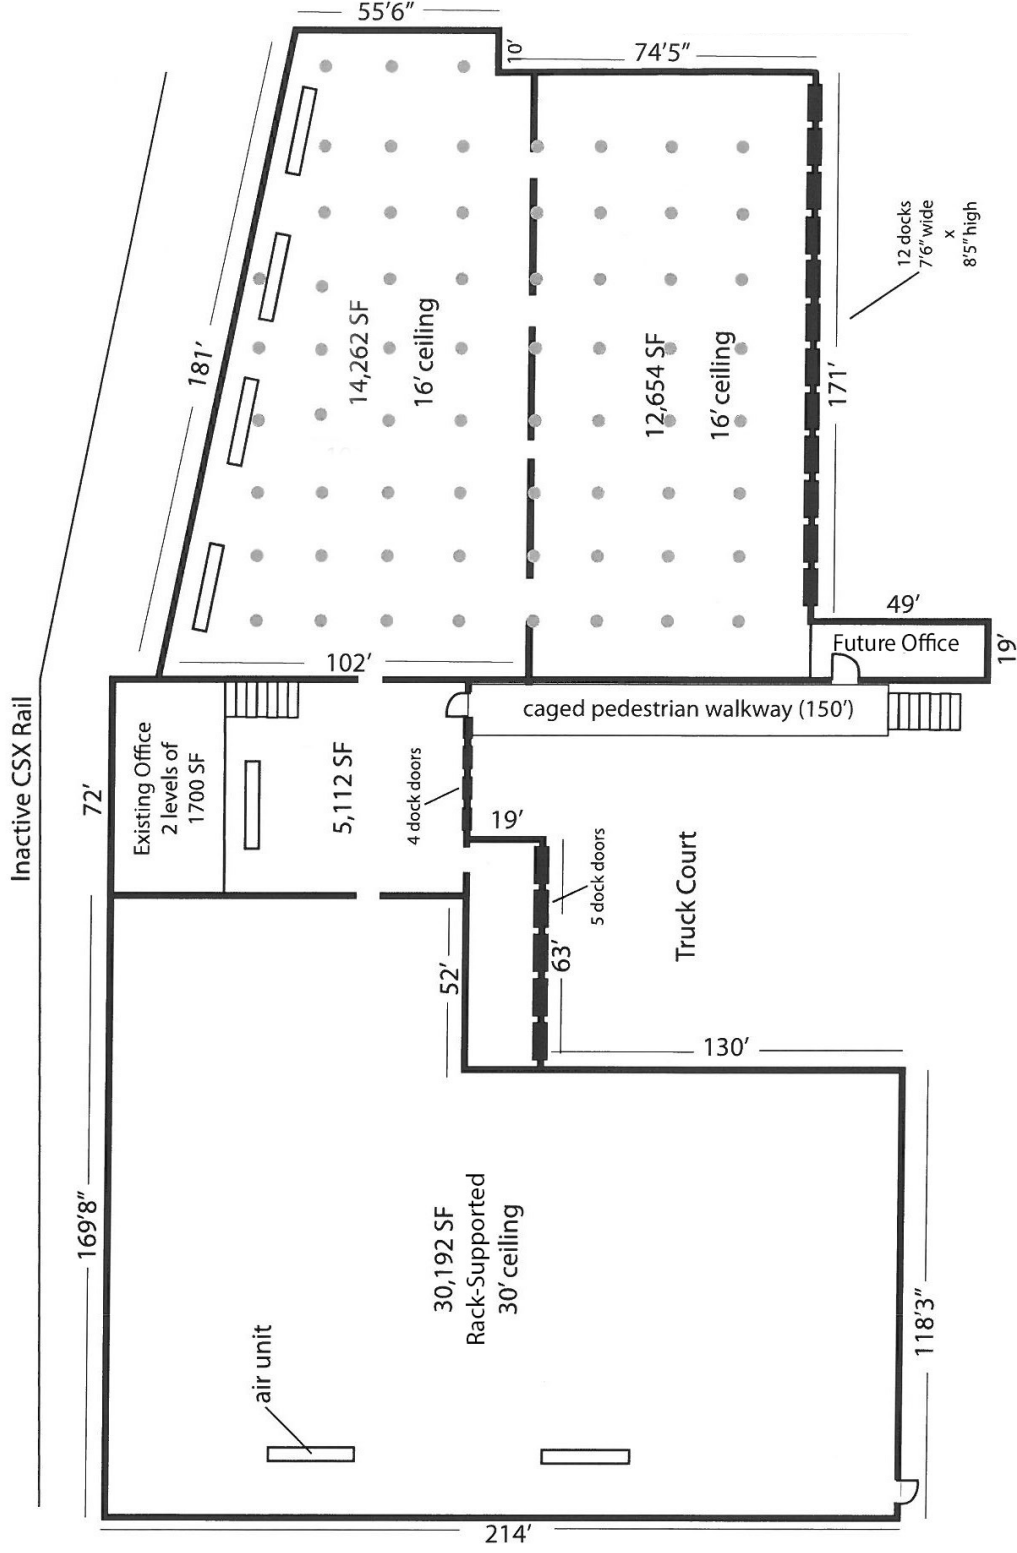 55'6"
10'
74'5"
12 docks
7'6" wide
x
8'5" high
181'
14,262 SF
16' ceiling
12,654 SF
16' ceiling
171'
49'
Future Office
19'
102'
caged pedestrian walkway (150')
Inactive CSX Rail
72'
Existing Office
2 levels of
1700 SF
5,112 SF
4 dock doors
19'
5 dock doors
63'
Truck Court
52'
130'
169'8"
30,192 SF
Rack-Supported
30' ceiling
118'3"
air unit
214'